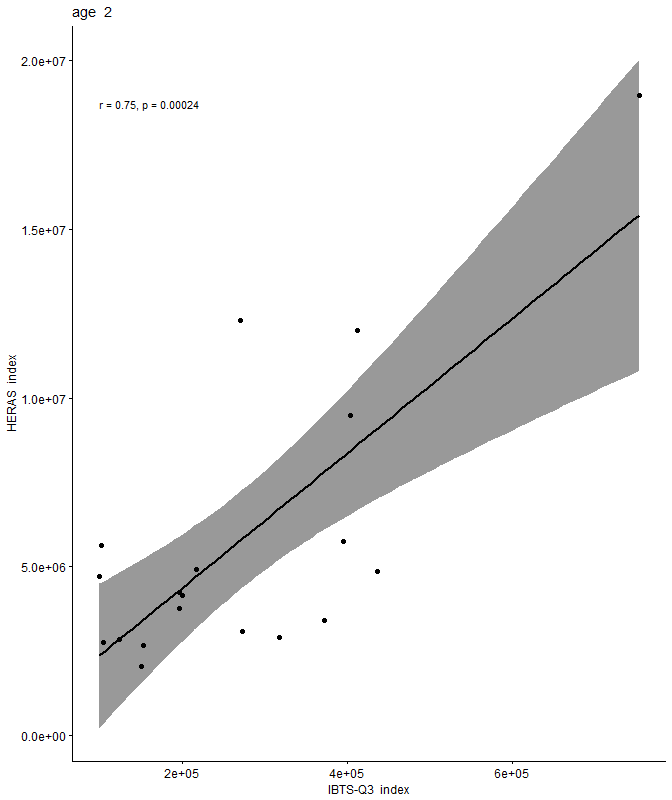 age 2
2.0e+07
r = 0.75, p = 0.00024
1.5e+07
1.0e+07
HERAS index
5.0e+06
0.0e+00
2e+05 4e+05 6e+05
IBTS-Q3 index